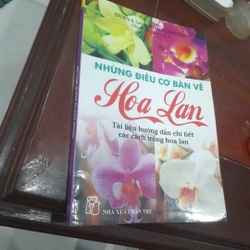 NHỮNG ĐIỀU CƠ BẢN VỀ
Hoa Lan
Tài liệu hướng dẫn chi tiết
các cách trồng hoa lan
NHÀ XUẤT BẢN TRẺ